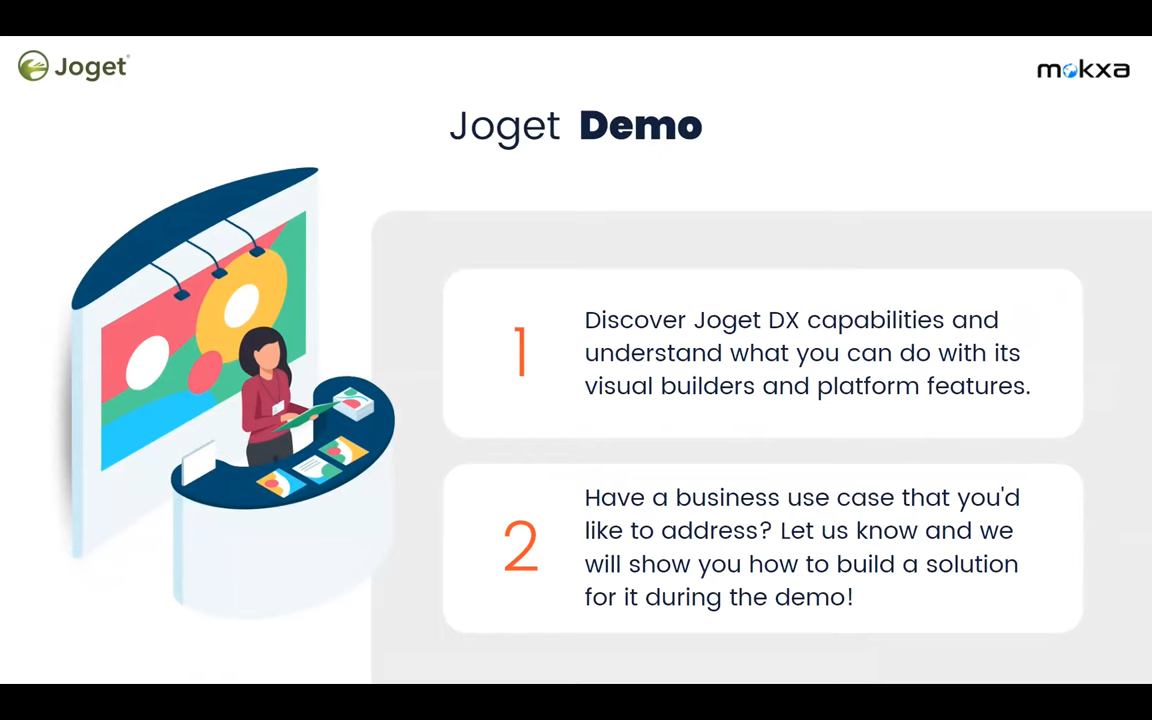 Joget
mokxa
Joget Demo
1
Discover Joget DX capabilities and
understand what you can do with its
visual builders and platform features.
2
Have a business use case that you'd
like to address? Let us know and we
will show you how to build a solution
for it during the demo!